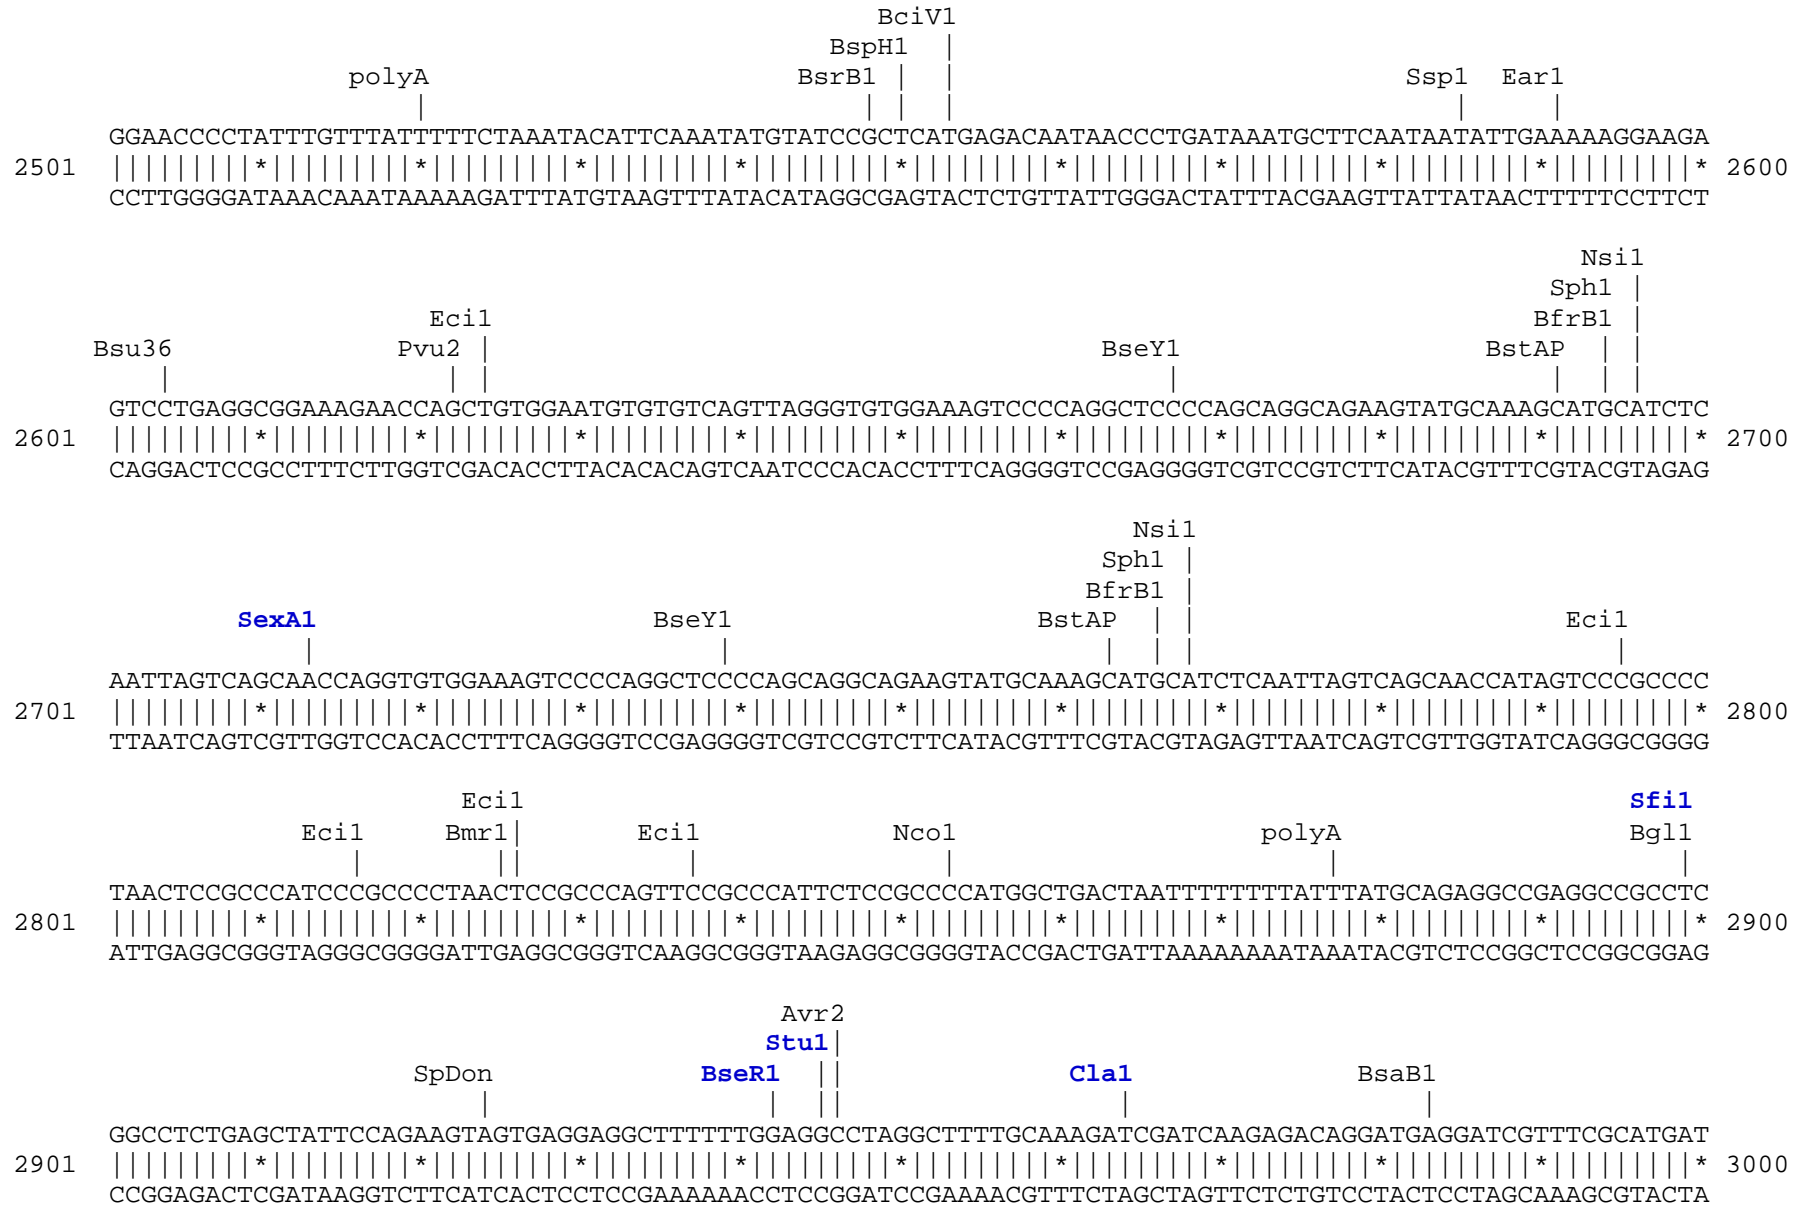 BciV1
BspH1
polyA BsrB1 Ssp1 Ear1
GGAACCCCTATTTGTTTATTTTTCTAAATACATTCAAATATGTATCCGCTCATGAGACAATAACCCTGATAAATGCTTCAATAATATTGAAAAAGGAAGA
2501 |||||||||*|||||||||*|||||||||*|||||||||*|||||||||*|||||||||*|||||||||*|||||||||*|||||||||*|||||||||* 2600
CCTTGGGGATAAACAAATAAAAAGATTTATGTAAGTTTATACATAGGCGAGTACTCTGTTATTGGGACTATTTACGAAGTTATTATAACTTTTTCCTTCT
Nsi1
Sph1
Eci1 BfrB1
Bsu36 Pvu2 BseY1 BstAP
GTCCTGAGGCGGAAAGAACCAGCTGTGGAATGTGTGTCAGTTAGGGTGTGGAAAGTCCCCAGGCTCCCCAGCAGGCAGAAGTATGCAAAGCATGCATCTC
2601 |||||||||*|||||||||*|||||||||*|||||||||*|||||||||*|||||||||*|||||||||*|||||||||*|||||||||*|||||||||* 2700
CAGGACTCCGCCTTTCTTGGTCGACACCTTACACACAGTCAATCCCACACCTTTCAGGGGTCCGAGGGGTCGTCCGTCTTCATACGTTTCGTACGTAGAG
Nsi1
Sph1
BfrB1
SexA1 BseY1 BstAP Eci1
AATTAGTCAGCAACCAGGTGTGGAAAGTCCCCAGGCTCCCCAGCAGGCAGAAGTATGCAAAGCATGCATCTCAATTAGTCAGCAACCATAGTCCCGCCCC
2701 |||||||||*|||||||||*|||||||||*|||||||||*|||||||||*|||||||||*|||||||||*|||||||||*|||||||||*|||||||||* 2800
TTAATCAGTCGTTGGTCCACACCTTTCAGGGGTCCGAGGGGTCGTCCGTCTTCATACGTTTCGTACGTAGAGTTAATCAGTCGTTGGTATCAGGGCGGGG
Eci1 Sfi1
Eci1 Bmr1 Eci1 Nco1 polyA Bgl1
TAACTCCGCCCATCCCGCCCCTAACTCCGCCCAGTTCCGCCCATTCTCCGCCCCATGGCTGACTAATTTTTTTTATTTATGCAGAGGCCGAGGCCGCCTC
2801 |||||||||*|||||||||*|||||||||*|||||||||*|||||||||*|||||||||*|||||||||*|||||||||*|||||||||*|||||||||* 2900
ATTGAGGCGGGTAGGGCGGGGATTGAGGCGGGTCAAGGCGGGTAAGAGGCGGGGTACCGACTGATTAAAAAAAATAAATACGTCTCCGGCTCCGGCGGAG
Avr2
Stu1
SpDon BseR1 Cla1 BsaB1
GGCCTCTGAGCTATTCCAGAAGTAGTGAGGAGGCTTTTTTGGAGGCCTAGGCTTTTGCAAAGATCGATCAAGAGACAGGATGAGGATCGTTTCGCATGAT
2901 |||||||||*|||||||||*|||||||||*|||||||||*|||||||||*|||||||||*|||||||||*|||||||||*|||||||||*|||||||||* 3000
CCGGAGACTCGATAAGGTCTTCATCACTCCTCCGAAAAAACCTCCGGATCCGAAAACGTTTCTAGCTAGTTCTCTGTCCTACTCCTAGCAAAGCGTACTA